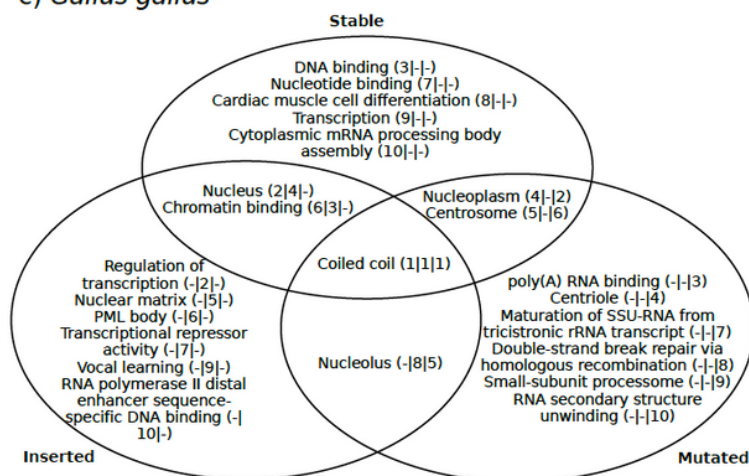 e) Gallus gallus
Stable
DNA binding (3|-|-)
Nucleotide binding (7|-|-)
Cardiac muscle cell differentiation (8|-|-)
Transcription (9|-|-)
Cytoplasmic mRNA processing body
assembly (10|-|-)
Nucleus (2|4|-)
Chromatin binding (6|3|-)
Nucleoplasm (4|-|2)
Centrosome (5|-|6)
Coiled coil (1|1|1)
Regulation of
transcription (-|2|-)
Nuclear matrix (-|5|-)
PML body (-|6|-)
Transcriptional repressor
activity (-|7|-)
Vocal learning (-|9|-)
RNA polymerase II distal
enhancer sequence-
specific DNA binding (-|
10|-)
Nucleolus (-|8|5)
poly(A) RNA binding (-|-|3)
Centriole (-|-|4)
Maturation of SSU-RNA from
tricistronic rRNA transcript (-|-|7)
Double-strand break repair via
homologous recombination (-|-|8)
Small-subunit processome (-|-|9)
RNA secondary structure
unwinding (-|-|10)
Inserted
Mutated